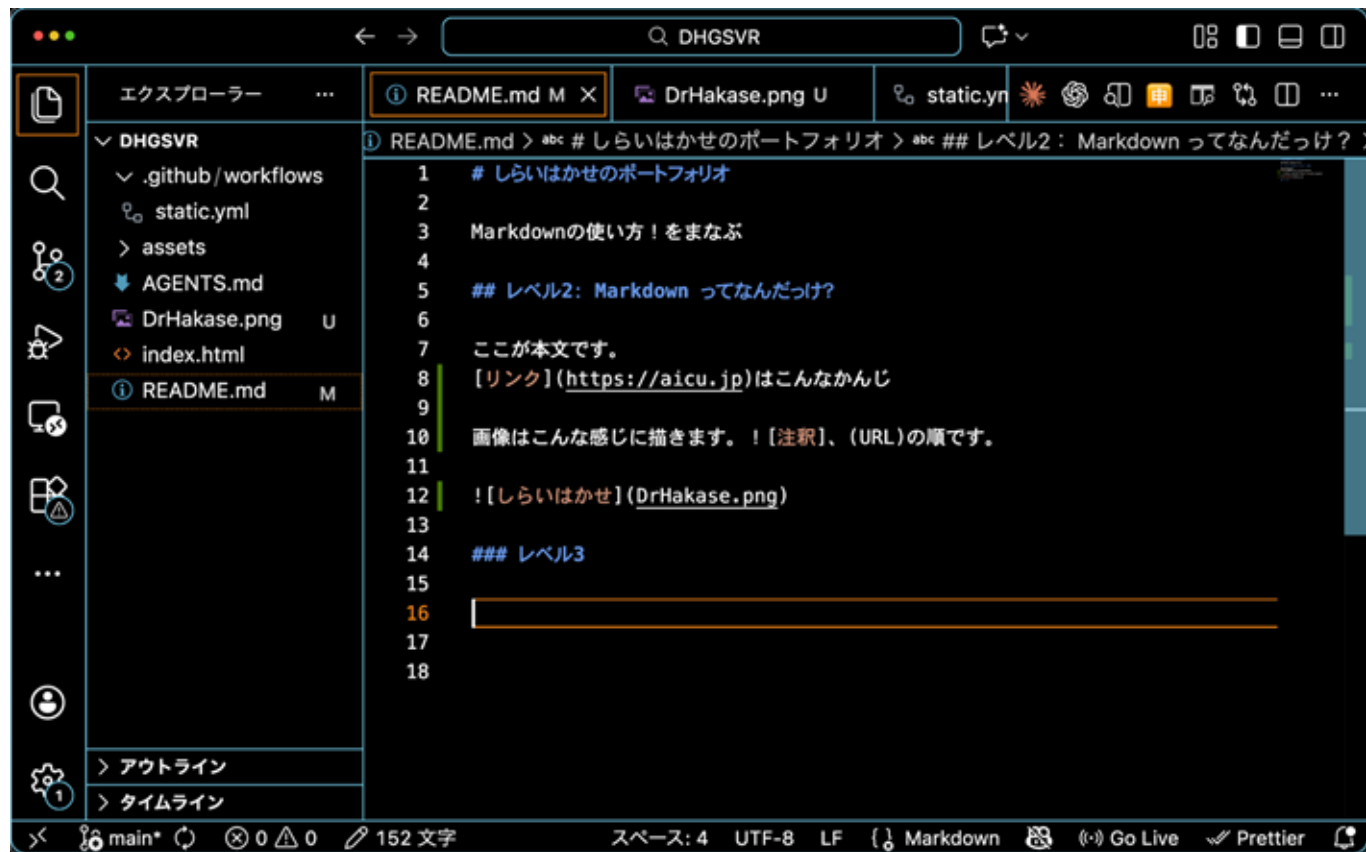 DHGSVR
エクスプローラー ···
README.md M ×
DrHakase.png U
static.yn
DHGSVR
.github/workflows
static.yml
assets
AGENTS.md
DrHakase.png U
index.html
README.md M
アウトライン
タイムライン
2
1
README.md > abc # しらいはかせのポートフォリオ > abc ## レベル2： Markdown ってなんだっけ？
1 # しらいはかせのポートフォリオ
2
3 Markdownの使い方！をまなぶ
4
5 ## レベル2: Markdown ってなんだっけ?
6
7 ここが本文です。
8 [リンク](https://aicu.jp)はこんなかんじ
9
10 画像はこんな感じに描きます。！[注釈]、(URL)の順です。
11
12 ![しらいはかせ](DrHakase.png)
13
14 ### レベル3
15
16
17
18
main* 0 0 152 文字 スペース: 4 UTF-8 LF { } Markdown Go Live Prettier